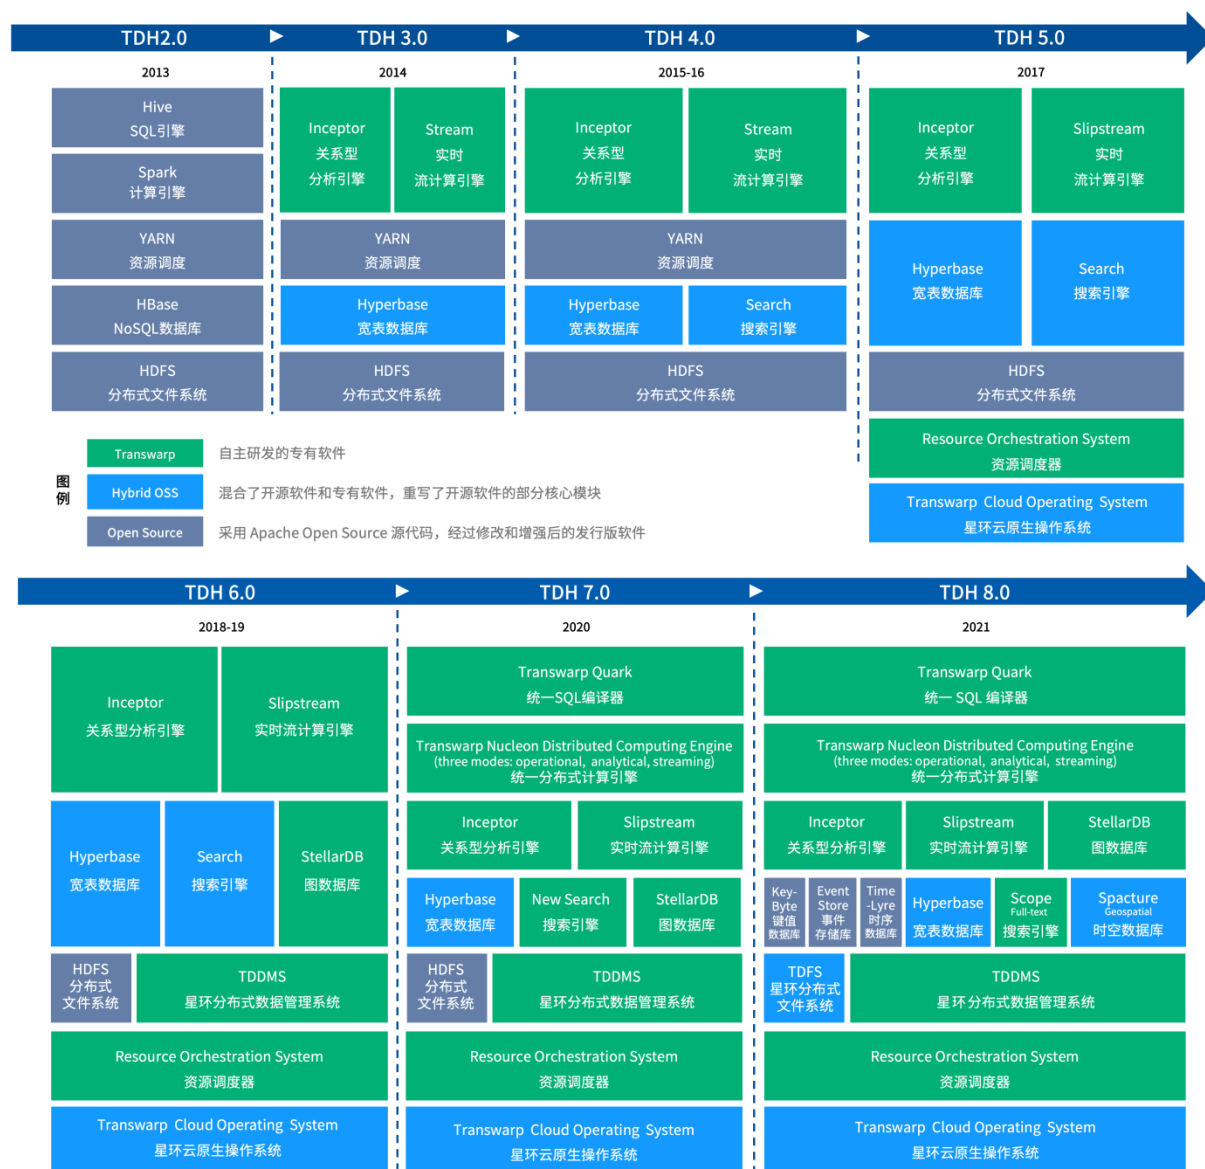 TDH2.0
TDH 3.0
TDH 4.0
TDH 5.0
2013
2014
2015-16
2017
Hive
SQL引擎
Spark
计算引擎
YARN
资源调度
HBase
NoSQL数据库
HDFS
分布式文件系统
Inceptor
关系型
分析引擎
Stream
实时
流计算引擎
YARN
资源调度
Hyperbase
宽表数据库
HDFS
分布式文件系统
Inceptor
关系型
分析引擎
Stream
实时
流计算引擎
YARN
资源调度
Hyperbase
宽表数据库
Search
搜索引擎
HDFS
分布式文件系统
Inceptor
关系型
分析引擎
Slipstream
实时
流计算引擎
Hyperbase
宽表数据库
Search
搜索引擎
HDFS
分布式文件系统
Resource Orchestration System
资源调度器
Transwarp Cloud Operating System
星环云原生操作系统
图
例
Transwarp
自主研发的专有软件
Hybrid OSS
混合了开源软件和专有软件，重写了开源软件的部分核心模块
Open Source
采用 Apache Open Source 源代码，经过修改和增强后的发行版软件
TDH 6.0
TDH 7.0
TDH 8.0
2018-19
2020
2021
Inceptor
关系型分析引擎
Slipstream
实时流计算引擎
Hyperbase
宽表数据库
Search
搜索引擎
StellarDB
图数据库
HDFS
分布式
文件系统
TDDMS
星环分布式数据管理系统
Resource Orchestration System
资源调度器
Transwarp Cloud Operating System
星环云原生操作系统
Transwarp Quark
统一SQL编译器
Transwarp Nucleon Distributed Computing Engine
(three modes: operational, analytical, streaming)
统一分布式计算引擎
Inceptor
关系型分析引擎
Slipstream
实时流计算引擎
Hyperbase
宽表数据库
New Search
搜索引擎
StellarDB
图数据库
HDFS
分布式
文件系统
TDDMS
星环分布式数据管理系统
Resource Orchestration System
资源调度器
Transwarp Cloud Operating System
星环云原生操作系统
Transwarp Quark
统一 SQL 编译器
Transwarp Nucleon Distributed Computing Engine
(three modes: operational, analytical, streaming)
统一分布式计算引擎
Inceptor
关系型分析引擎
Slipstream
实时流计算引擎
StellarDB
图数据库
Key-
Byte
键值
数据库
Event
Store
事件
存储库
Time
-Lyre
时序
数据库
Hyperbase
宽表数据库
Scope
Full-text
搜索引擎
Spacture
Geospatial
时空数据库
TDFS
星环分布式
文件系统
TDDMS
星环分布式数据管理系统
Resource Orchestration System
资源调度器
Transwarp Cloud Operating System
星环云原生操作系统